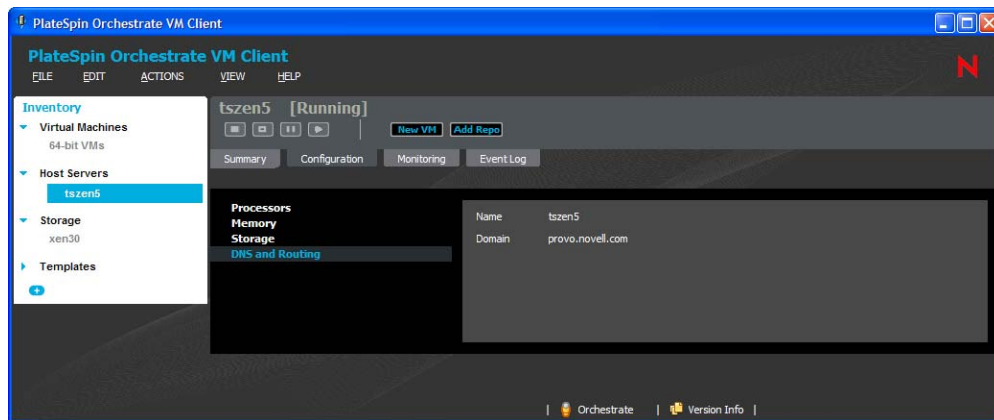 PlateSpin Orchestrate VM Client
PlateSpin Orchestrate VM Client
FILE EDIT ACTIONS VIEW HELP
Inventory
Virtual Machines
64-bit VMs
Host Servers
tszen5
Storage
xen30
Templates
tszen5 [Running]
New VM Add Repo
Summary Configuration Monitoring Event Log
Processors
Memory
Storage
DNS and Routing
Name tszen5
Domain provo.novell.com
| Orchestrate | Version Info |
N